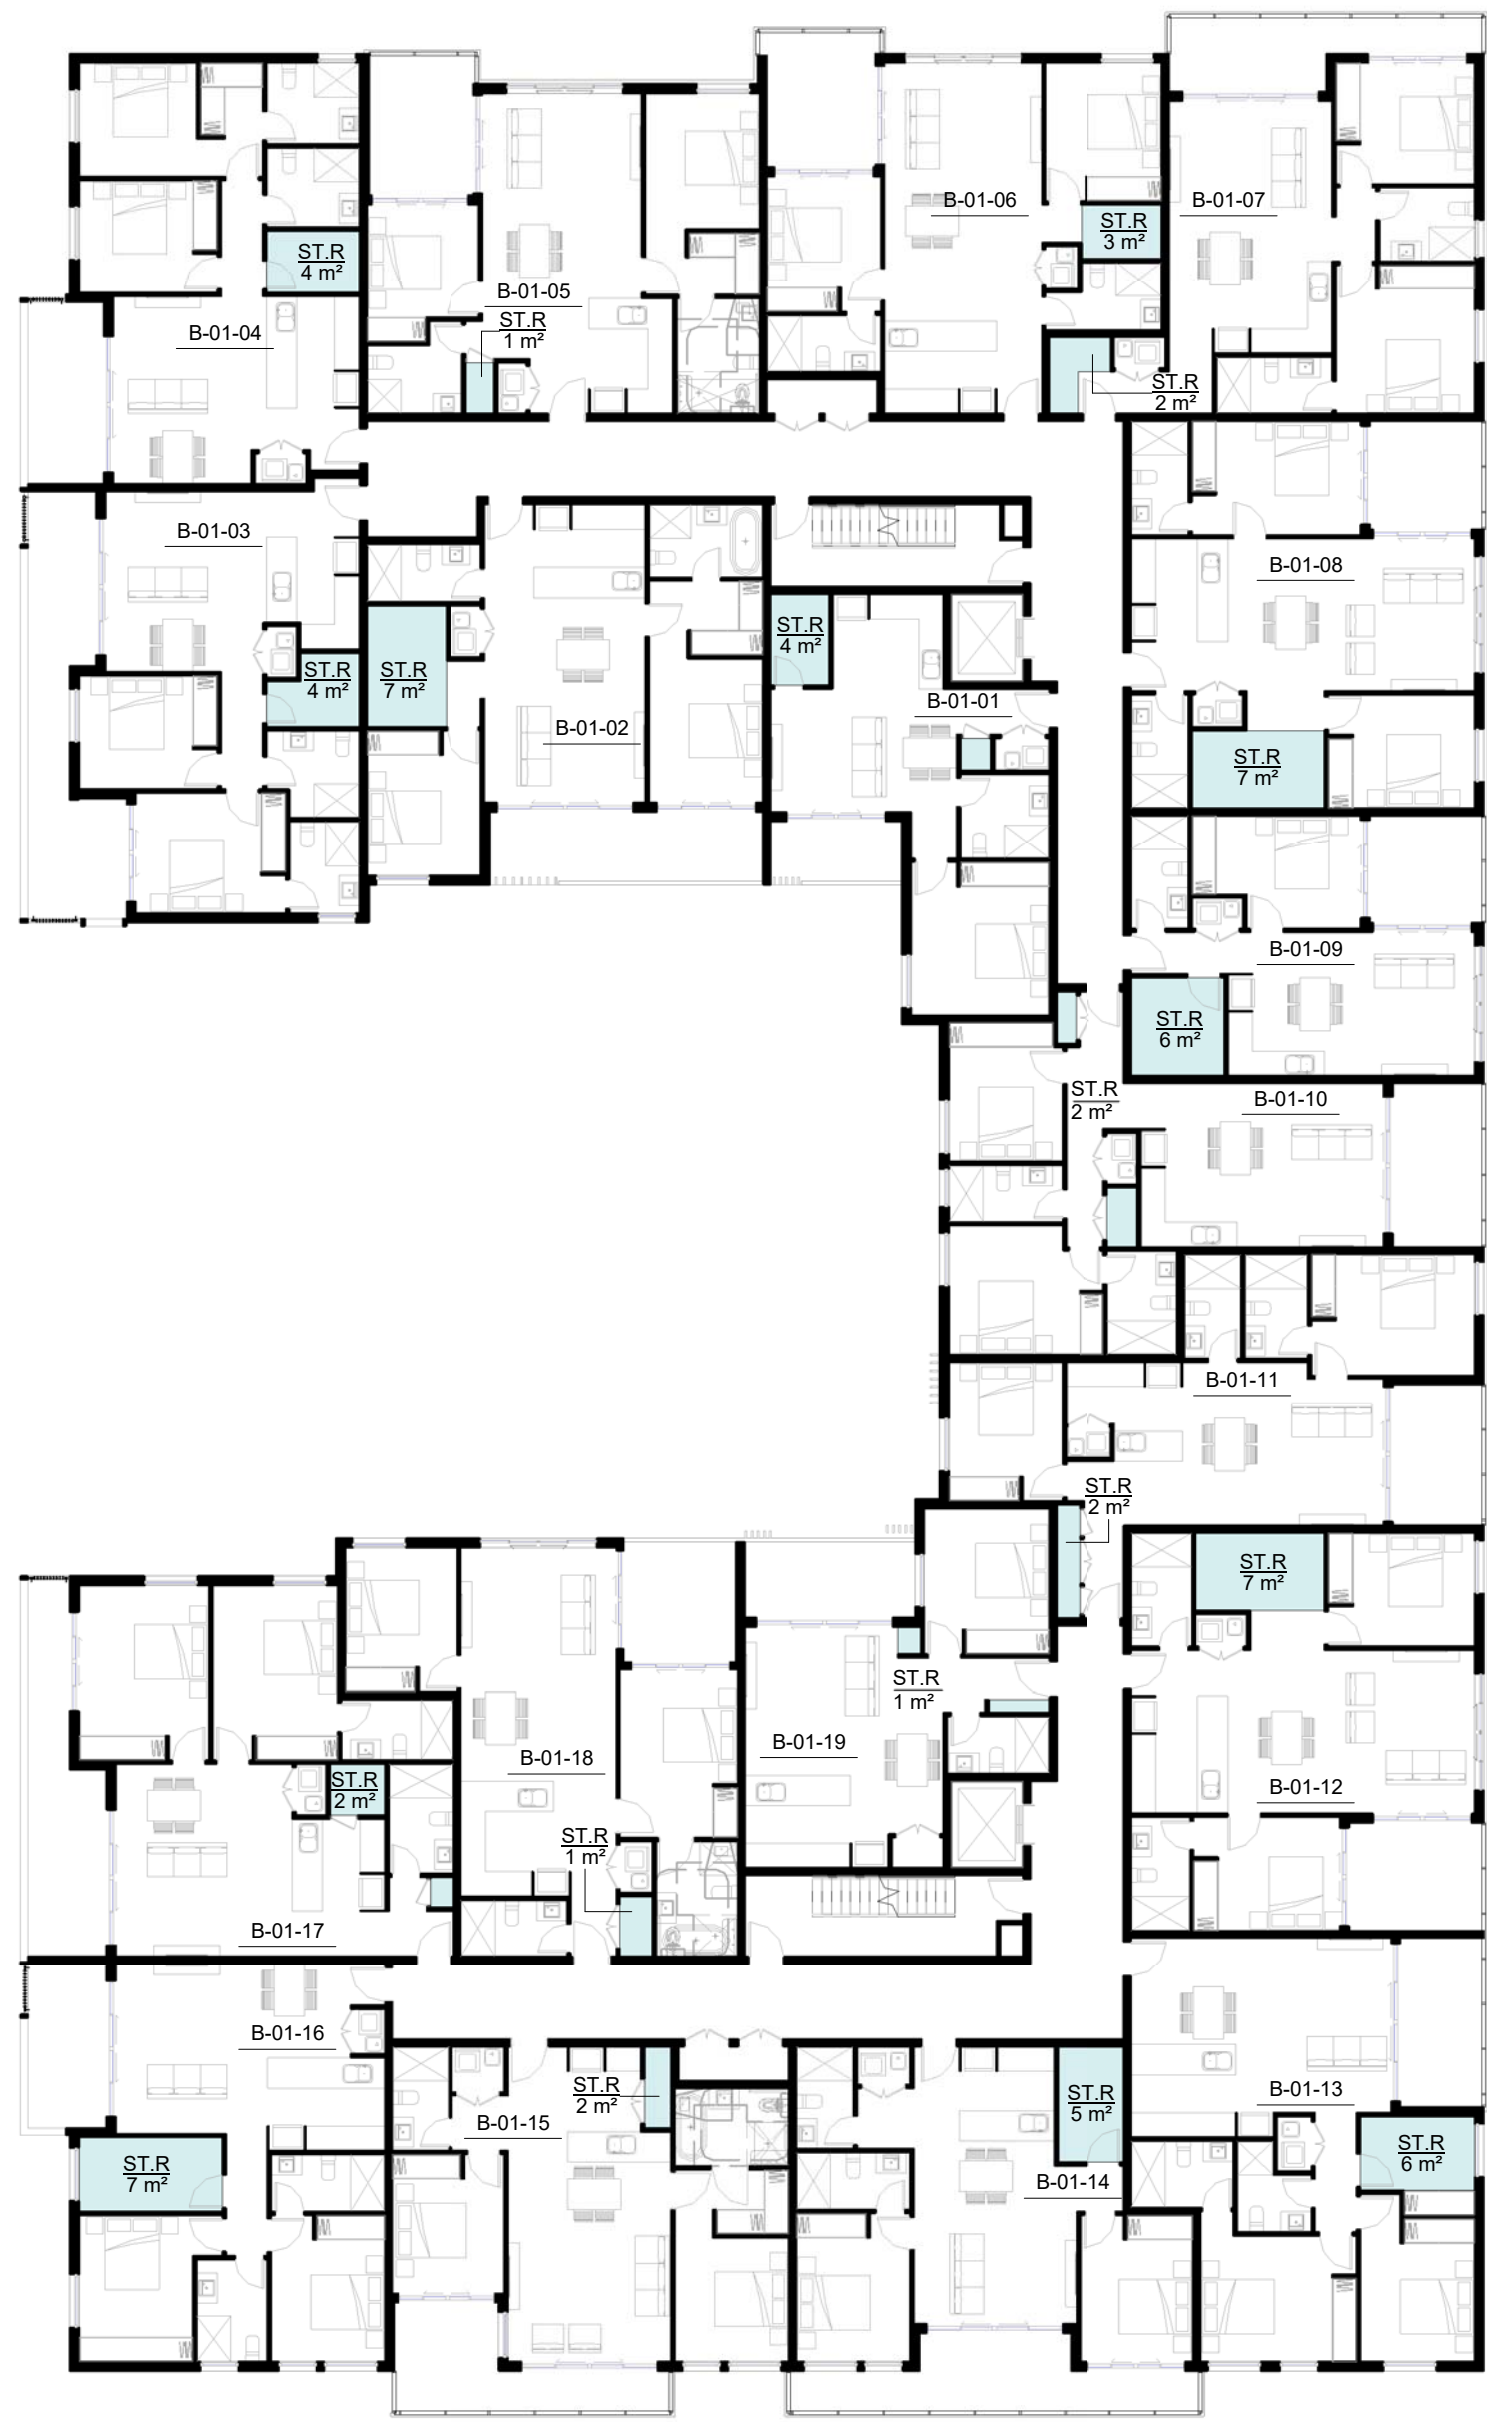 B-01-06
B-01-07
ST.R
3 m²
ST.R
4 m²
B-01-05
B-01-04
ST.R
1 m²
ST.R
2 m²
B-01-03
B-01-08
ST.R
4 m²
ST.R
4 m²
ST.R
7 m²
B-01-01
B-01-02
ST.R
7 m²
B-01-09
ST.R
6 m²
ST.R
2 m²
B-01-10
B-01-11
ST.R
2 m²
ST.R
7 m²
ST.R
1 m²
B-01-19
B-01-18
ST.R
2 m²
B-01-12
ST.R
1 m²
B-01-17
B-01-16
ST.R
2 m²
ST.R
5 m²
B-01-13
B-01-15
ST.R
7 m²
B-01-14
ST.R
6 m²